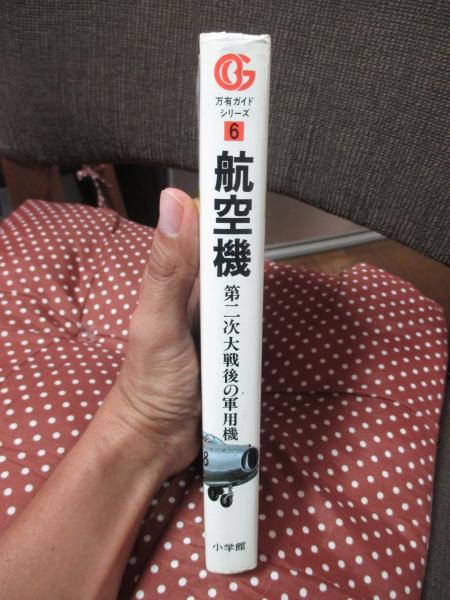 万有ガイド
シリーズ
6
航空機
第二次大戦後の軍用機
8
小学館